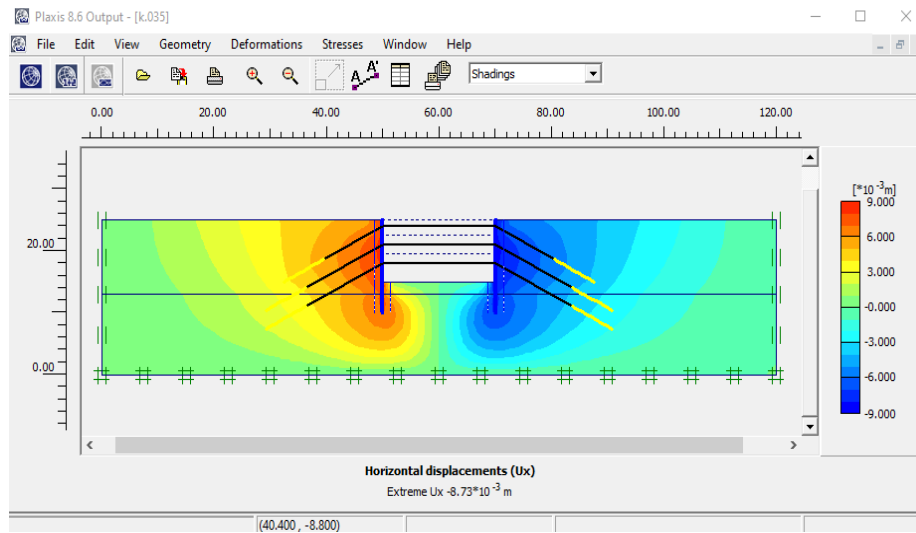 Plaxis 8.6 Output - [k.035]
File Edit View Geometry Deformations Stresses Window Help
A A' Shadings
0.00 20.00 40.00 60.00 80.00 100.00 120.00
[*10⁻³m]
9.000
20.00
6.000
3.000
-0.000
-3.000
0.00
-6.000
-9.000
Horizontal displacements (Ux)
Extreme Ux -8.73*10⁻³ m
(40.400 , -8.800)